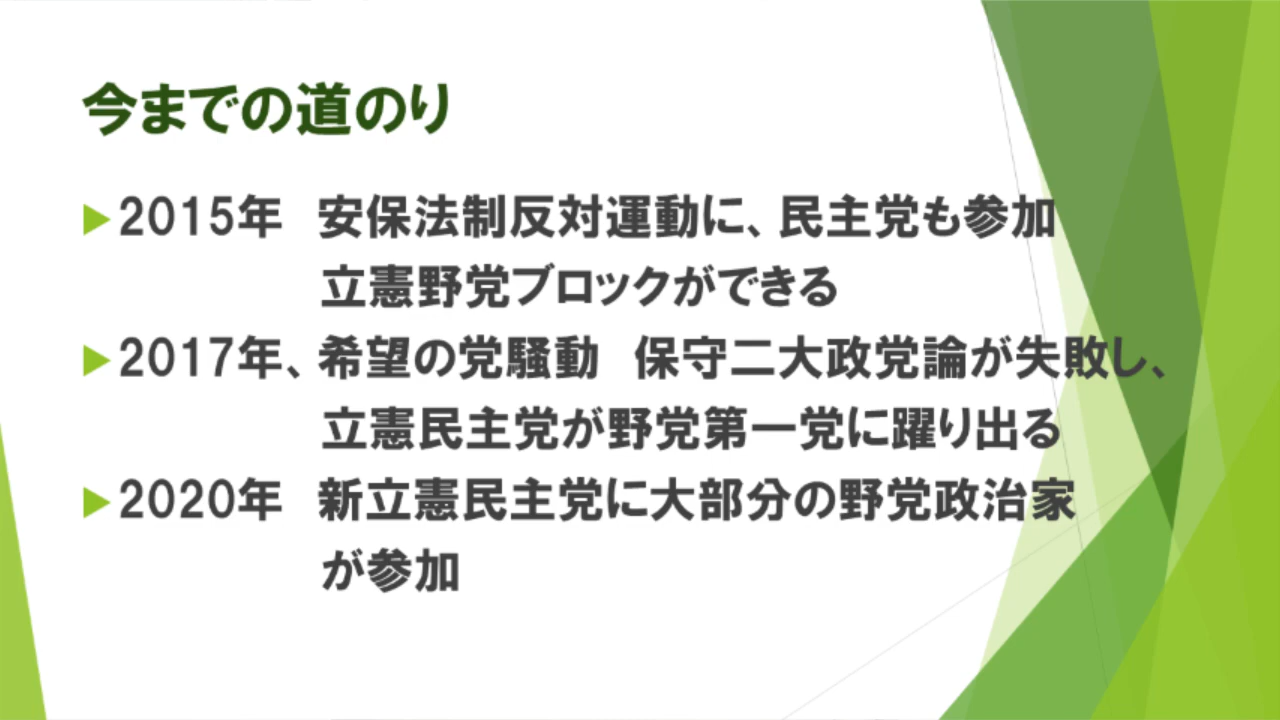 今までの道のり
2015年　安保法制反対運動に、民主党も参加
立憲野党ブロックができる
2017年、希望の党騒動　保守二大政党論が失敗し、
立憲民主党が野党第一党に躍り出る
2020年　新立憲民主党に大部分の野党政治家
が参加